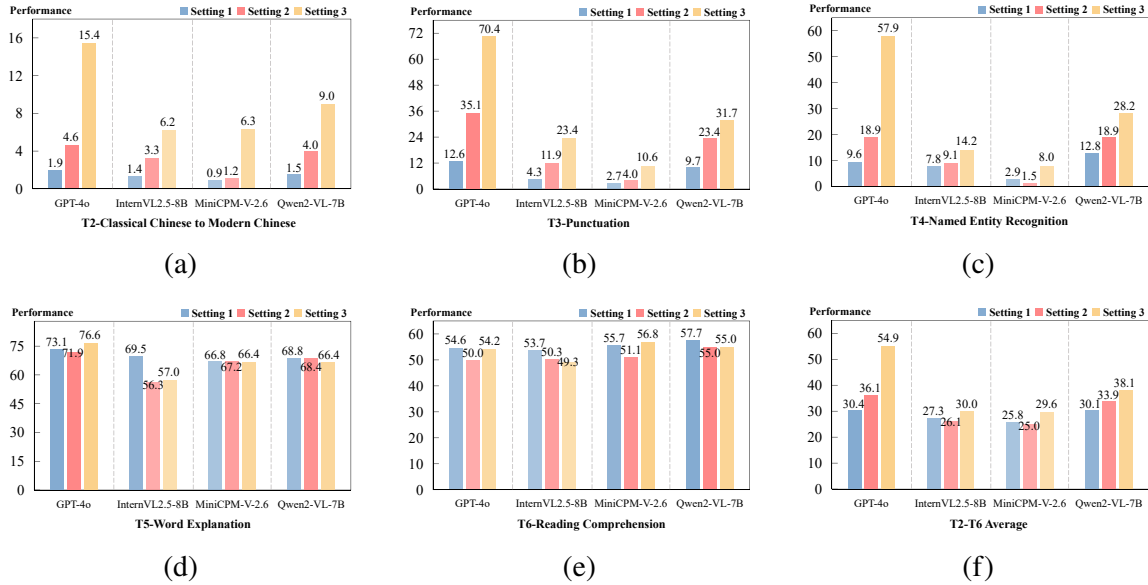 Performance Setting 1 Setting 2 Setting 3
16
12
8
4
0
1.9 4.6 15.4 1.4 3.3 6.2 0.9 1.2 6.3 1.5 4.0 9.0
GPT-4o InternVL2.5-8B MiniCPM-V-2.6 Qwen2-VL-7B
T2-Classical Chinese to Modern Chinese
(a)
Performance Setting 1 Setting 2 Setting 3
72
60
48
36
24
12
0
12.6 35.1 70.4 4.3 11.9 23.4 2.7 4.0 10.6 9.7 23.4 31.7
GPT-4o InternVL2.5-8B MiniCPM-V-2.6 Qwen2-VL-7B
T3-Punctuation
(b)
Performance Setting 1 Setting 2 Setting 3
60
50
40
30
20
10
0
9.6 18.9 57.9 7.8 9.1 14.2 2.9 1.5 8.0 12.8 18.9 28.2
GPT-4o InternVL2.5-8B MiniCPM-V-2.6 Qwen2-VL-7B
T4-Named Entity Recognition
(c)
Performance Setting 1 Setting 2 Setting 3
75
60
45
30
15
0
73.1 71.9 76.6 69.5 56.3 57.0 66.8 67.2 66.4 68.8 68.4 66.4
GPT-4o InternVL2.5-8B MiniCPM-V-2.6 Qwen2-VL-7B
T5-Word Explanation
(d)
Performance Setting 1 Setting 2 Setting 3
60
50
40
30
20
10
0
54.6 50.0 54.2 53.7 50.3 49.3 55.7 51.1 56.8 57.7 55.0 55.0
GPT-4o InternVL2.5-8B MiniCPM-V-2.6 Qwen2-VL-7B
T6-Reading Comprehension
(e)
Performance Setting 1 Setting 2 Setting 3
60
50
40
30
20
10
0
30.4 36.1 54.9 27.3 26.1 30.0 25.8 25.0 29.6 30.1 33.9 38.1
GPT-4o InternVL2.5-8B MiniCPM-V-2.6 Qwen2-VL-7B
T2-T6 Average
(f)